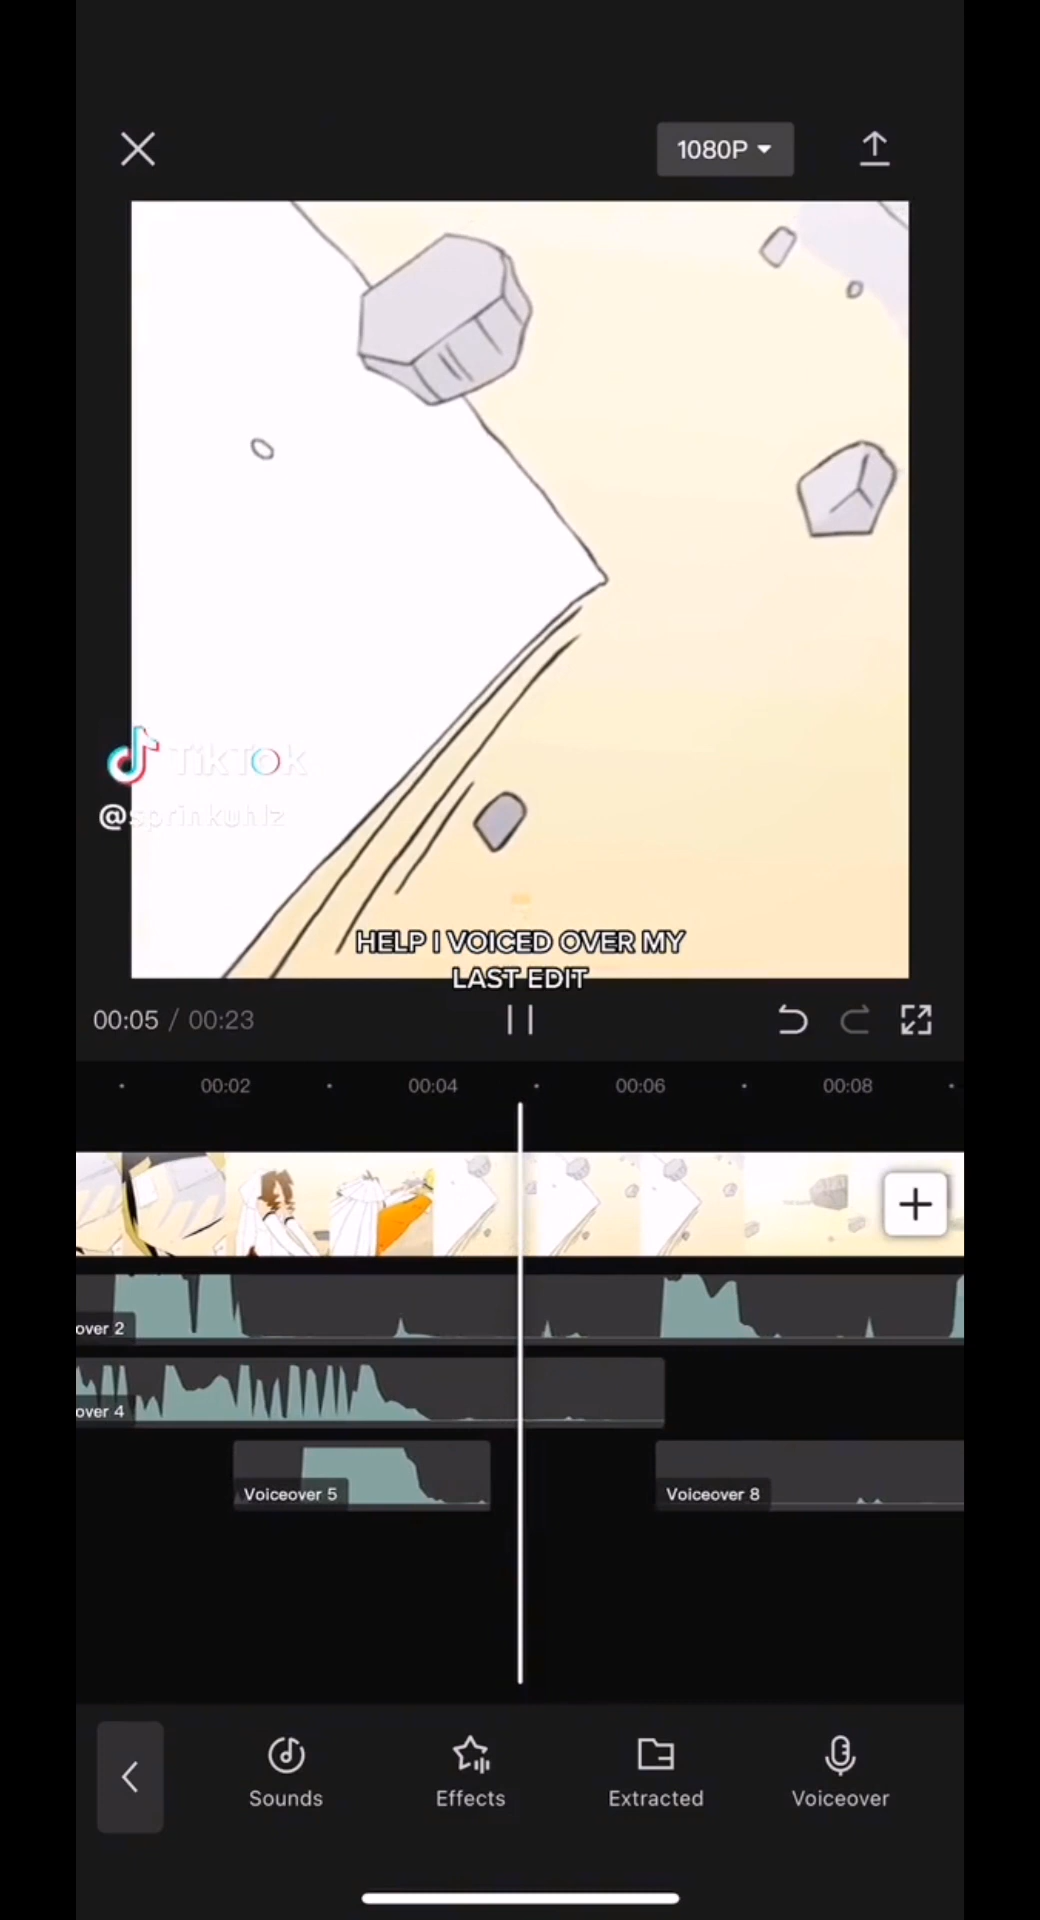 1080P
TikTok
@sprinkuhlz
HELP I VOICED OVER MY
LAST EDIT
00:05 / 00:23
00:02
00:04
00:06
00:08
over 2
over 4
Voiceover 5
Voiceover 8
Sounds
Effects
Extracted
Voiceover